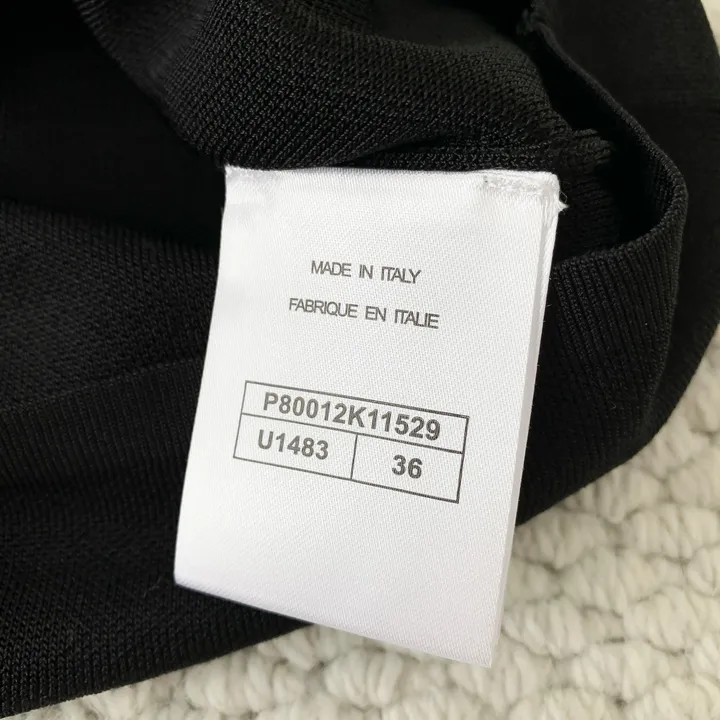 MADE IN ITALY
FABRIQUE EN ITALIE
P80012K11529
U1483 36